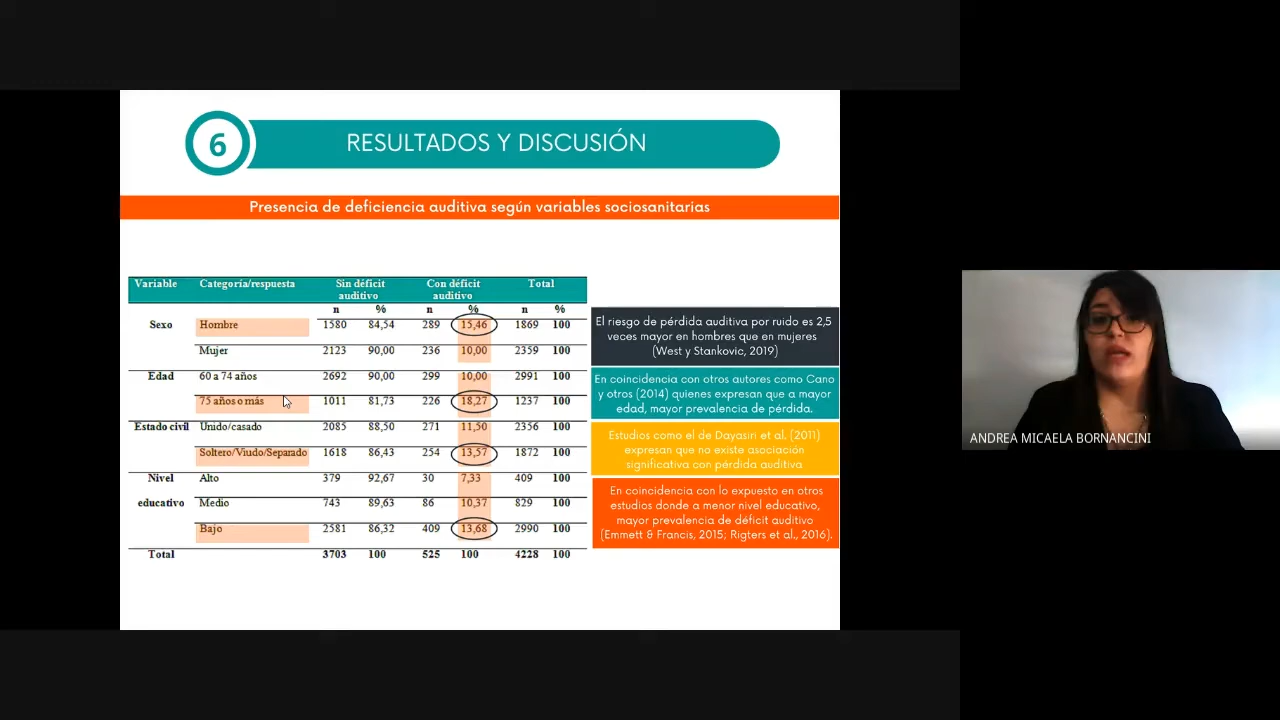 6
RESULTADOS Y DISCUSIÓN
Presencia de deficiencia auditiva según variables sociosanitarias
Variable Categoría/respuesta Sin déficit auditivo Con déficit auditivo Total
n % n % n %
Sexo Hombre 1580 84,54 289 15,46 1869 100
Mujer 2123 90,00 236 10,00 2359 100
Edad 60 a 74 años 2692 90,00 299 10,00 2991 100
75 años o más 1011 81,73 226 18,27 1237 100
Estado civil Unido/casado 2085 88,50 271 11,50 2356 100
Soltero/Viudo/Separado 1618 86,43 254 13,57 1872 100
Nivel Alto 379 92,67 30 7,33 409 100
educativo Medio 743 89,63 86 10,37 829 100
Bajo 2581 86,32 409 13,68 2990 100
Total 3703 100 525 100 4228 100
El riesgo de pérdida auditiva por ruido es 2,5
veces mayor en hombres que en mujeres
(West y Stankovic, 2019)
En coincidencia con otros autores como Cano
y otros (2014) quienes expresan que a mayor
edad, mayor prevalencia de pérdida.
Estudios como el de Dayasiri et al. (2011)
expresan que no existe asociación
significativa con pérdida auditiva
En coincidencia con lo expuesto en otros
estudios donde a menor nivel educativo,
mayor prevalencia de déficit auditivo
(Emmett & Francis, 2015; Rigters et al., 2016).
ANDREA MICAELA BORNANCINI